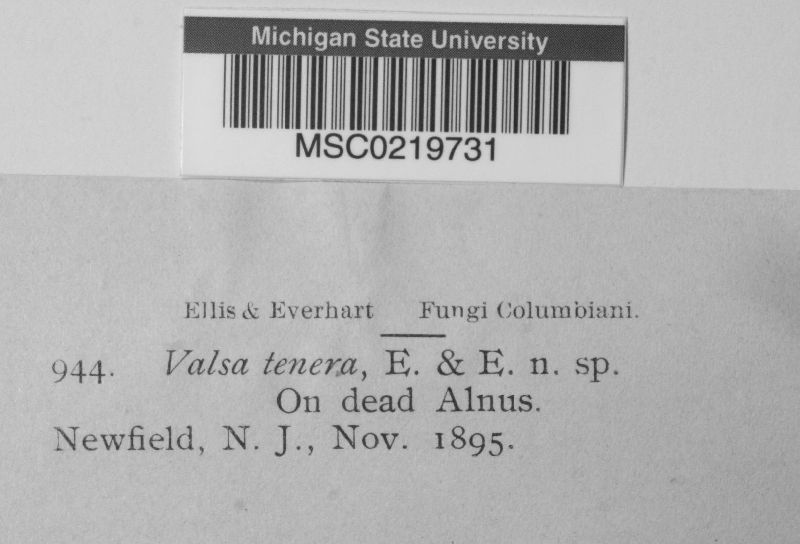 Michigan State University
MSC0219731
Ellis & Everhart Fungi Columbiani.
944. Valsa tenera, E. & E. n. sp.
On dead Alnus.
Newfield, N. J., Nov. 1895.